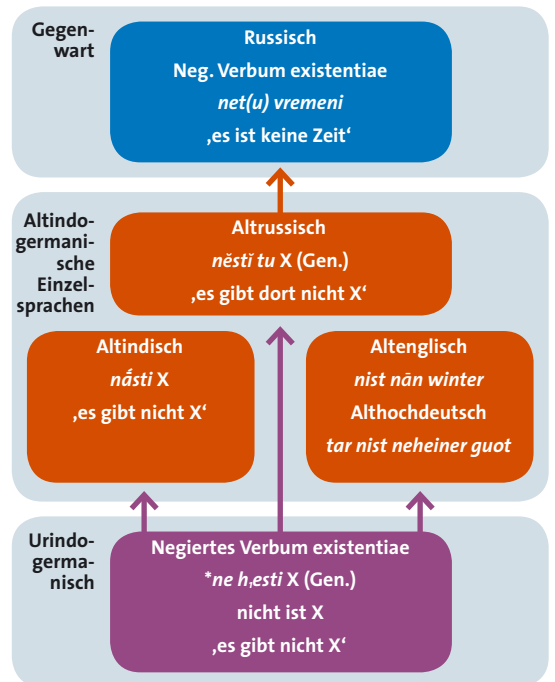 Gegen-
wart
Russisch
Neg. Verbum existentiae
net(u) vremeni
‚es ist keine Zeit‘
Altindo-
germani-
sche
Einzel-
sprachen
Altrussisch
něstĭ tu X (Gen.)
‚es gibt dort nicht X‘
Altindisch
nā́sti X
‚es gibt nicht X‘
Altenglisch
nist nān winter
Althochdeutsch
tar nist neheiner guot
Urindo-
germa-
nisch
Negiertes Verbum existentiae
*ne h₁esti X (Gen.)
nicht ist X
‚es gibt nicht X‘